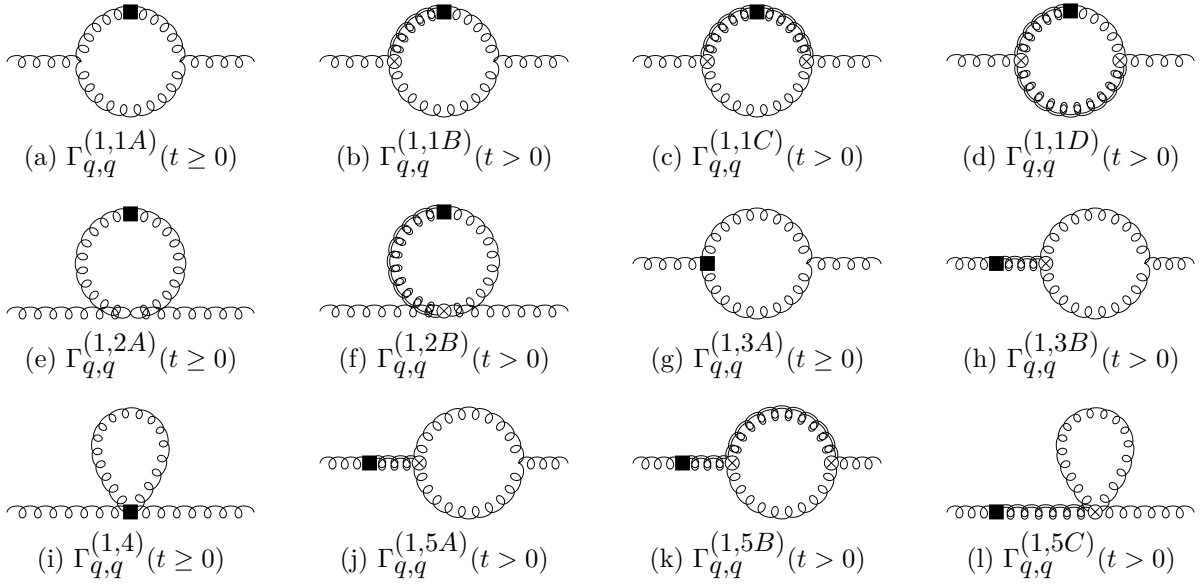 (a) Γ_{q,q}^{(1,1A)}(t ≥ 0)
(b) Γ_{q,q}^{(1,1B)}(t > 0)
(c) Γ_{q,q}^{(1,1C)}(t > 0)
(d) Γ_{q,q}^{(1,1D)}(t > 0)
(e) Γ_{q,q}^{(1,2A)}(t ≥ 0)
(f) Γ_{q,q}^{(1,2B)}(t > 0)
(g) Γ_{q,q}^{(1,3A)}(t ≥ 0)
(h) Γ_{q,q}^{(1,3B)}(t > 0)
(i) Γ_{q,q}^{(1,4)}(t ≥ 0)
(j) Γ_{q,q}^{(1,5A)}(t > 0)
(k) Γ_{q,q}^{(1,5B)}(t > 0)
(l) Γ_{q,q}^{(1,5C)}(t > 0)